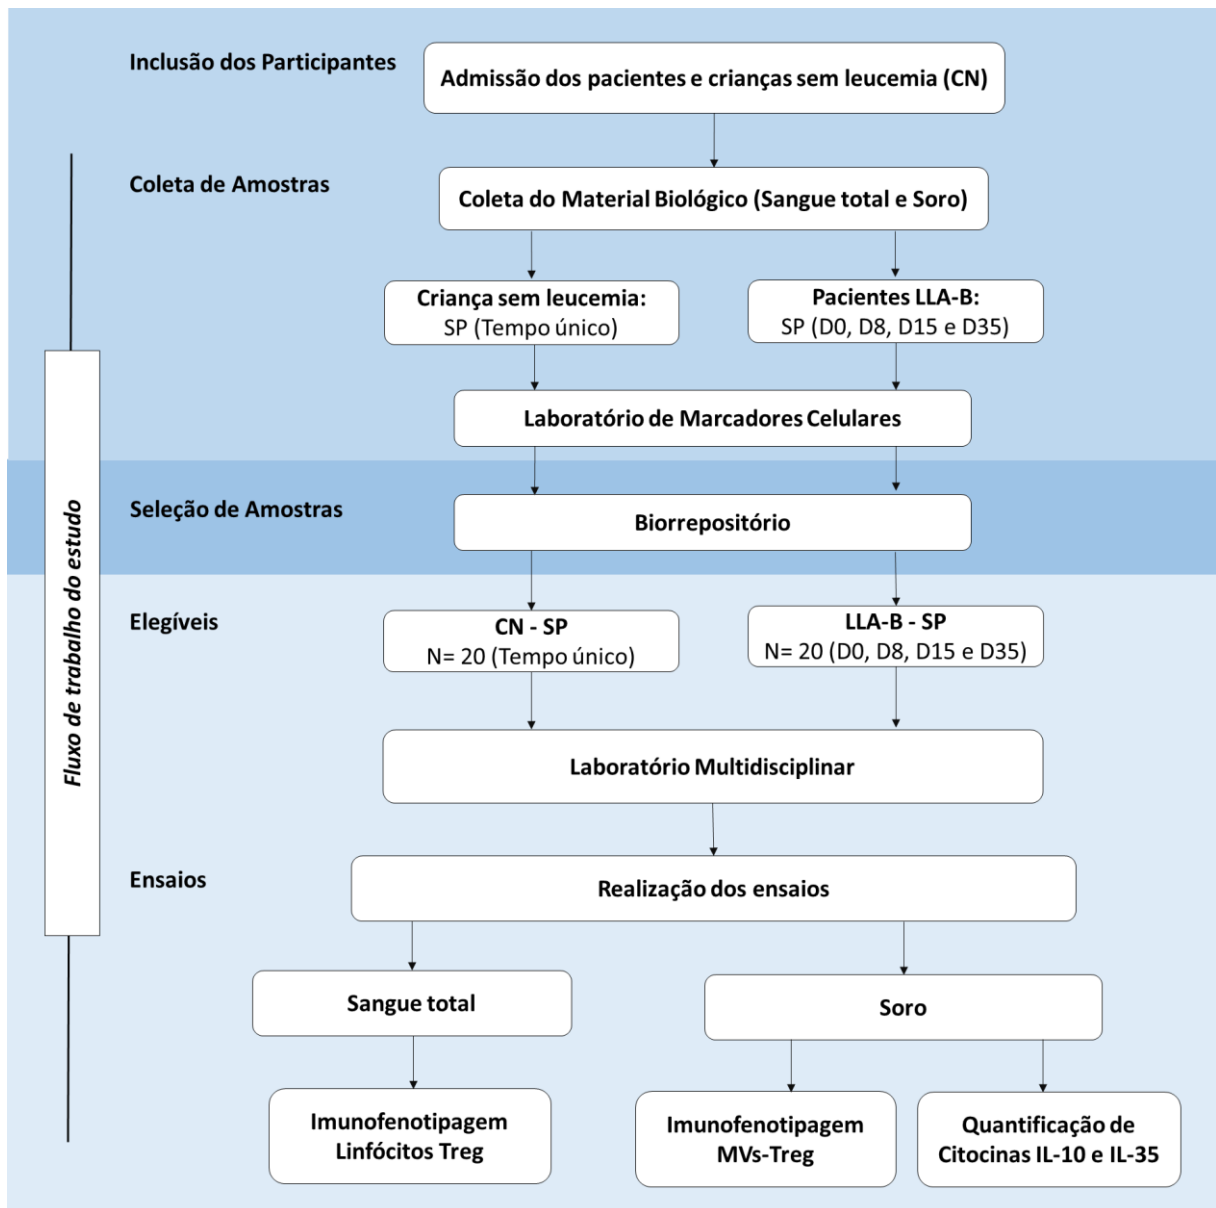 Inclusão dos Participantes
Admissão dos pacientes e crianças sem leucemia (CN)
Coleta de Amostras
Coleta do Material Biológico (Sangue total e Soro)
Criança sem leucemia:
SP (Tempo único)
Pacientes LLA-B:
SP (D0, D8, D15 e D35)
Laboratório de Marcadores Celulares
Seleção de Amostras
Biorrepositório
Fluxo de trabalho do estudo
Elegíveis
CN - SP
N= 20 (Tempo único)
LLA-B - SP
N= 20 (D0, D8, D15 e D35)
Laboratório Multidisciplinar
Ensaios
Realização dos ensaios
Sangue total
Soro
Imunofenotipagem
Linfócitos Treg
Imunofenotipagem
MVs-Treg
Quantificação de
Citocinas IL-10 e IL-35